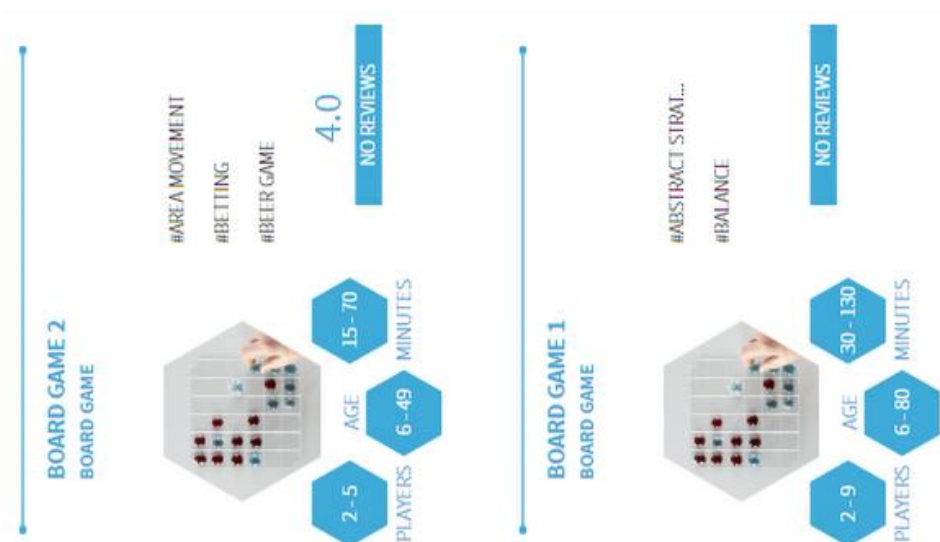 BOARD GAME 2
BOARD GAME
#AREA MOVEMENT
#BETTING
#BEER GAME
2 - 5
PLAYERS
AGE
6 - 49
15 - 70
MINUTES
4.0
NO REVIEWS
BOARD GAME 1
BOARD GAME
#ABSTRACT STRAT...
#BALANCE
2 - 9
PLAYERS
AGE
6 - 80
30 - 130
MINUTES
NO REVIEWS